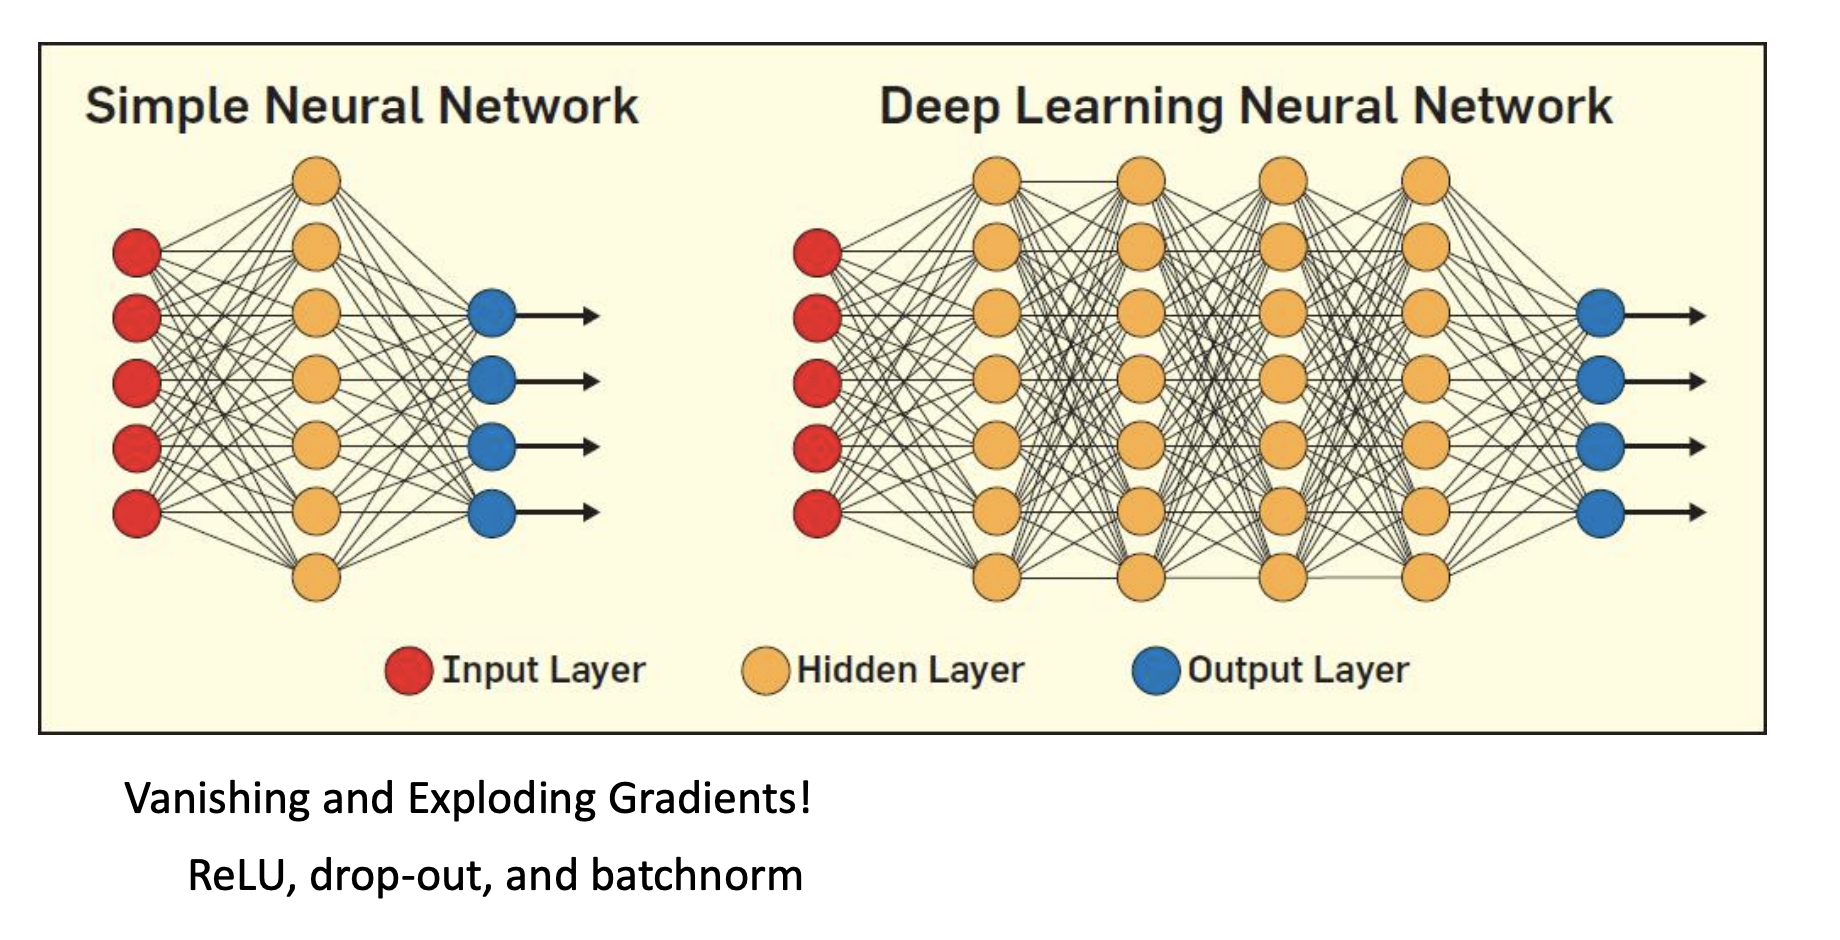 Simple Neural Network
Deep Learning Neural Network
Input Layer
Hidden Layer
Output Layer
Vanishing and Exploding Gradients!
ReLU, drop-out, and batchnorm